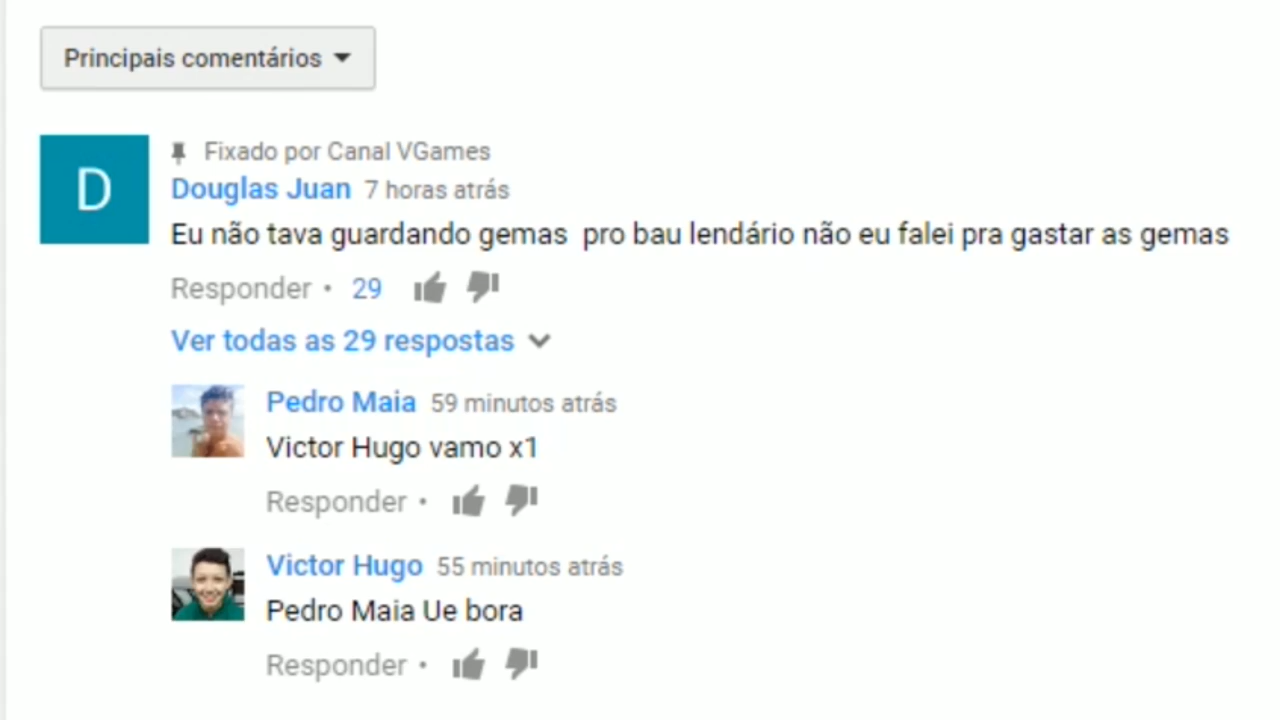 Principais comentários
Fixado por Canal VGames
Douglas Juan 7 horas atrás
Eu não tava guardando gemas  pro bau lendário não eu falei pra gastar as gemas
Responder • 29
Ver todas as 29 respostas
Pedro Maia 59 minutos atrás
Victor Hugo vamo x1
Responder •
Victor Hugo 55 minutos atrás
Pedro Maia Ue bora
Responder •